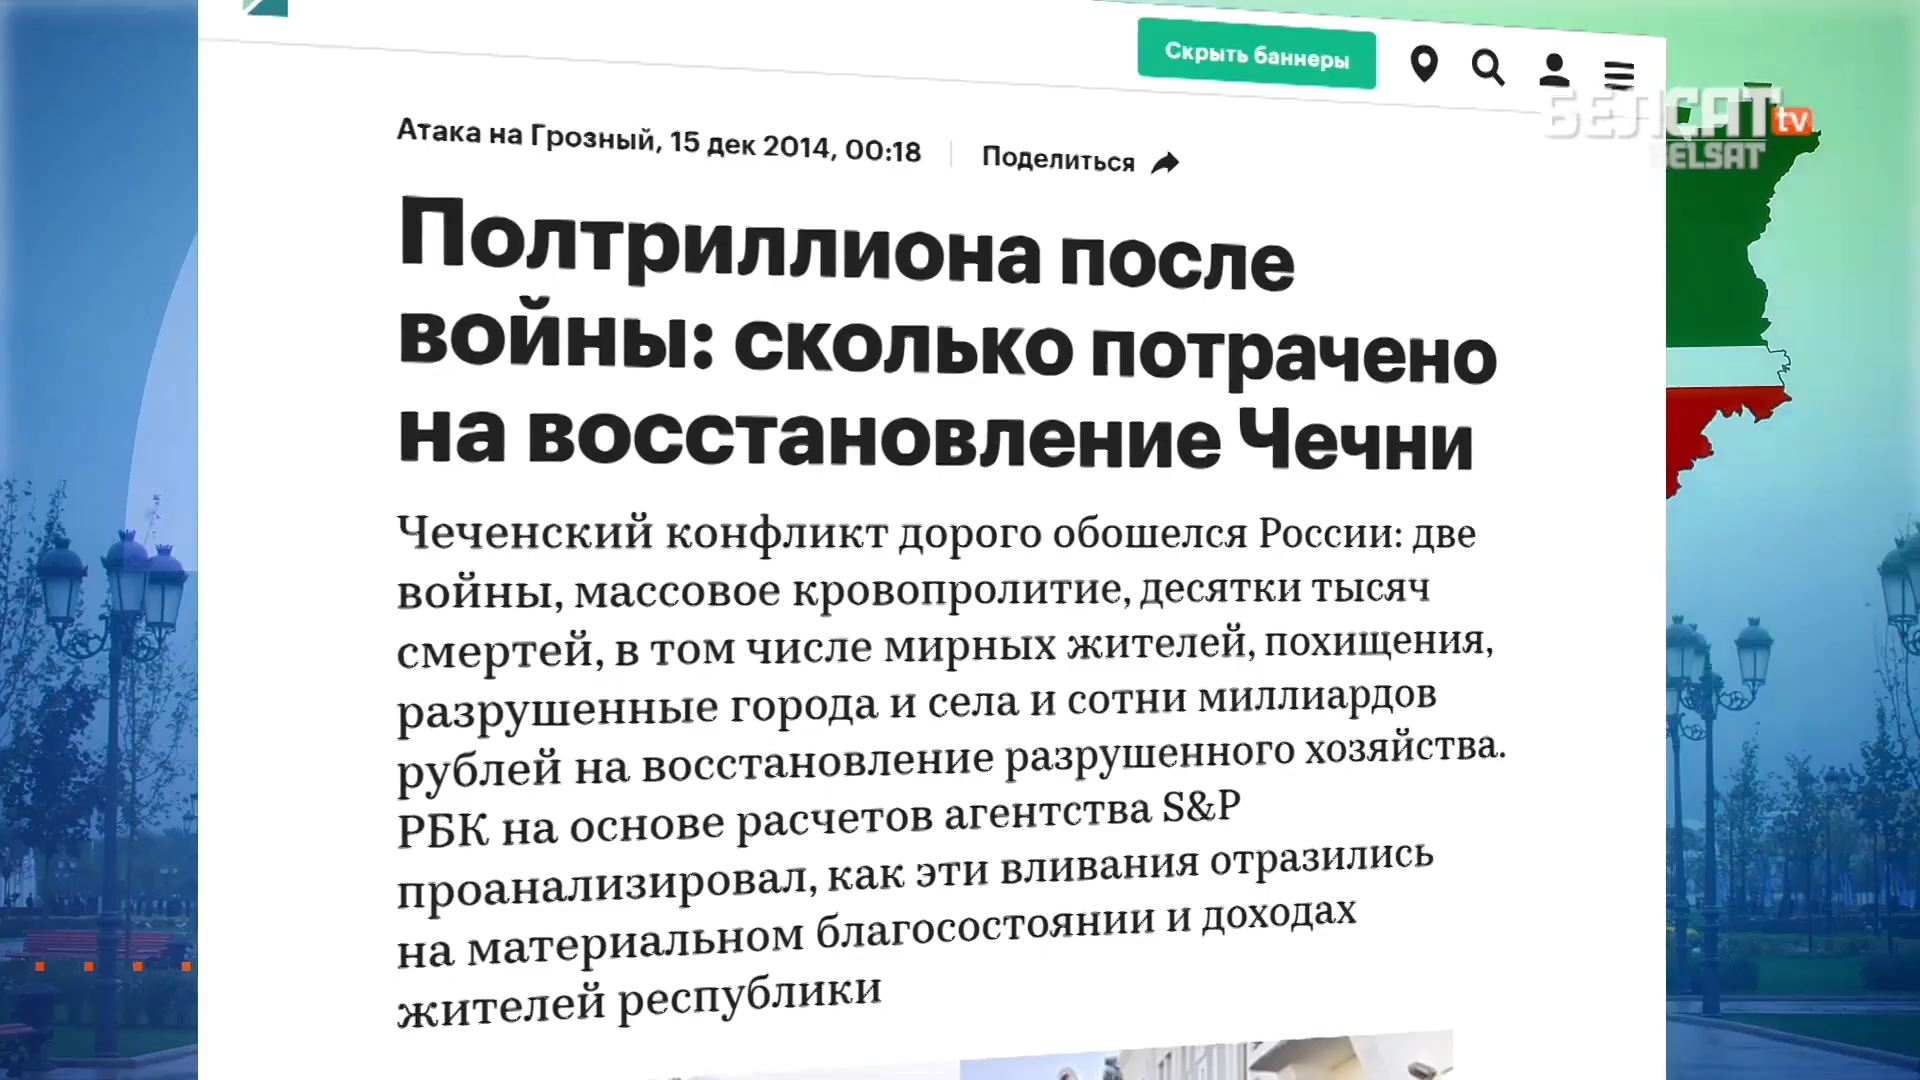 Скрыть баннеры
БЕЛСАТ tv
BELSAT
Атака на Грозный, 15 дек 2014, 00:18
Поделиться
Полтриллиона после
войны: сколько потрачено
на восстановление Чечни
Чеченский конфликт дорого обошелся России: две
войны, массовое кровопролитие, десятки тысяч
смертей, в том числе мирных жителей, похищения,
разрушенные города и села и сотни миллиардов
рублей на восстановление разрушенного хозяйства.
РБК на основе расчетов агентства S&P
проанализировал, как эти вливания отразились
на материальном благосостоянии и доходах
жителей республики